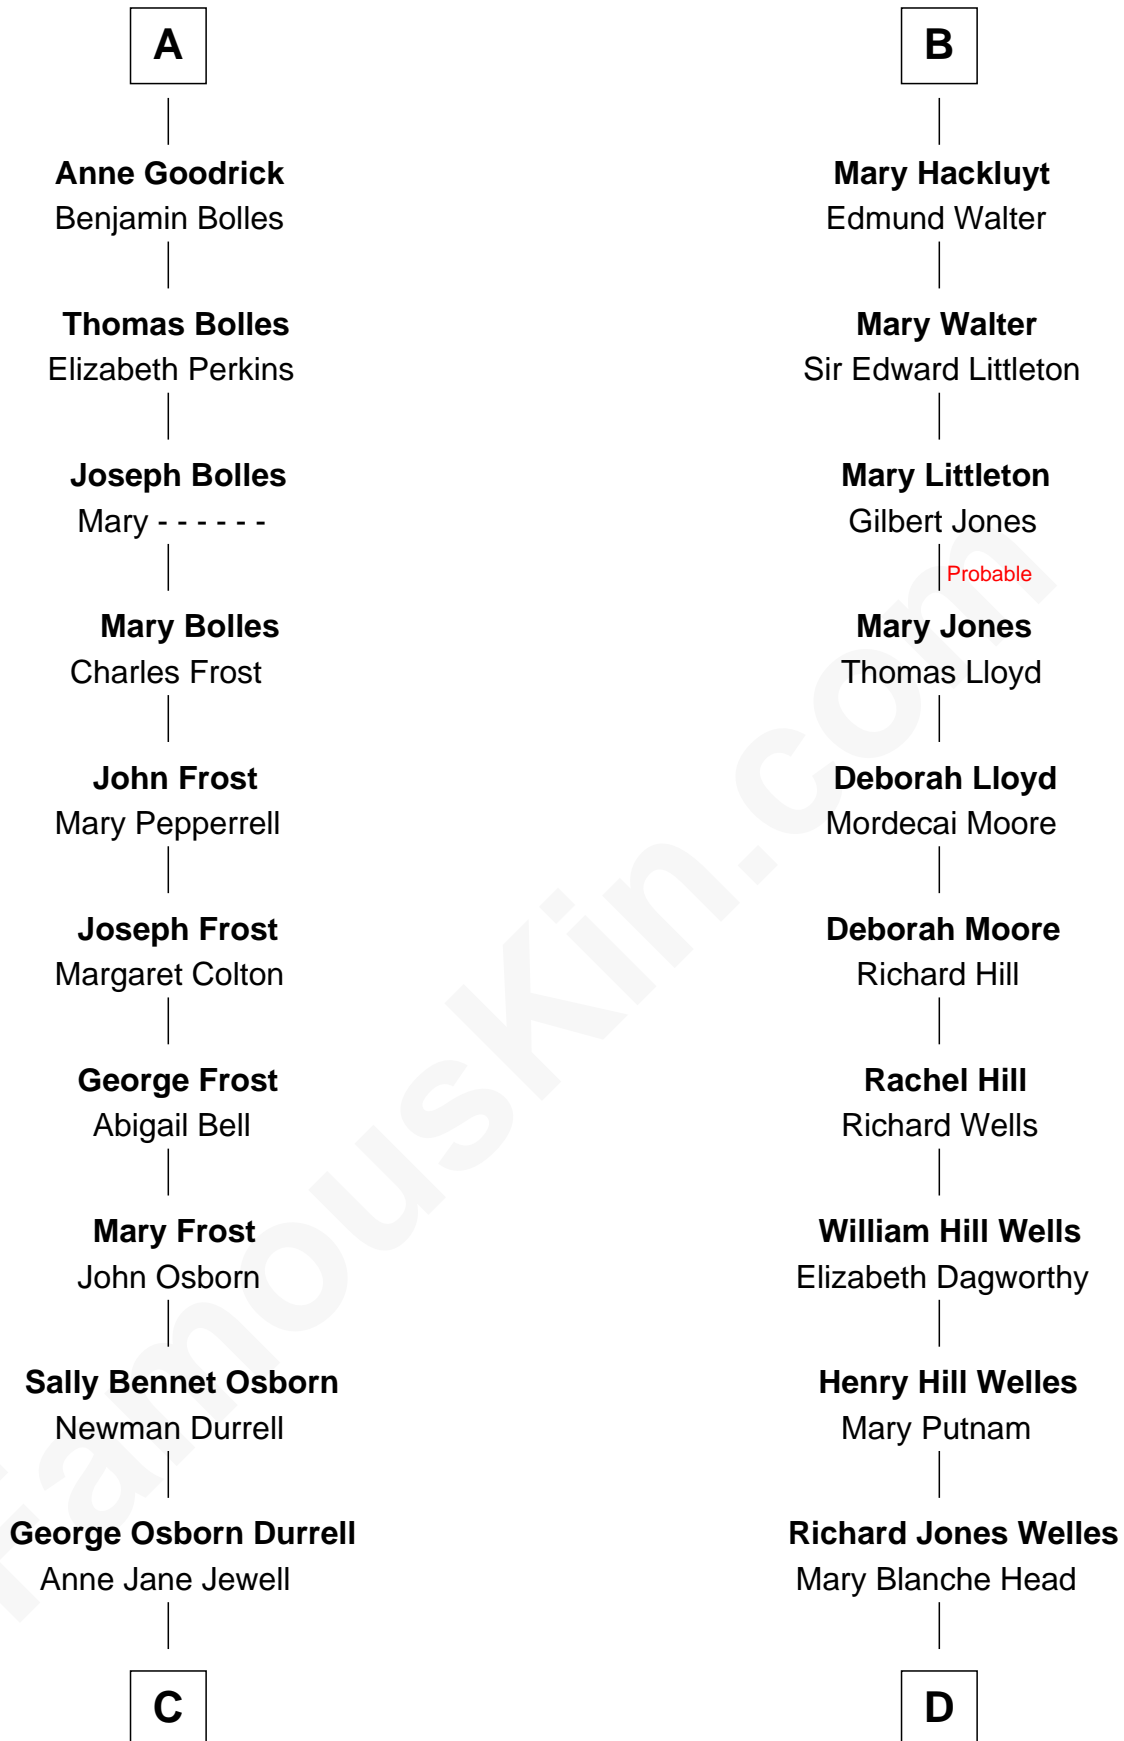 A
Anne Goodrick
Benjamin Bolles
Thomas Bolles
Elizabeth Perkins
Joseph Bolles
Mary - - - - - -
Mary Bolles
Charles Frost
John Frost
Mary Pepperrell
Joseph Frost
Margaret Colton
George Frost
Abigail Bell
Mary Frost
John Osborn
Sally Bennet Osborn
Newman Durrell
George Osborn Durrell
Anne Jane Jewell
C
B
Mary Hackluyt
Edmund Walter
Mary Walter
Sir Edward Littleton
Mary Littleton
Gilbert Jones
Probable
Mary Jones
Thomas Lloyd
Deborah Lloyd
Mordecai Moore
Deborah Moore
Richard Hill
Rachel Hill
Richard Wells
William Hill Wells
Elizabeth Dagworthy
Henry Hill Welles
Mary Putnam
Richard Jones Welles
Mary Blanche Head
D
FamousKin.com